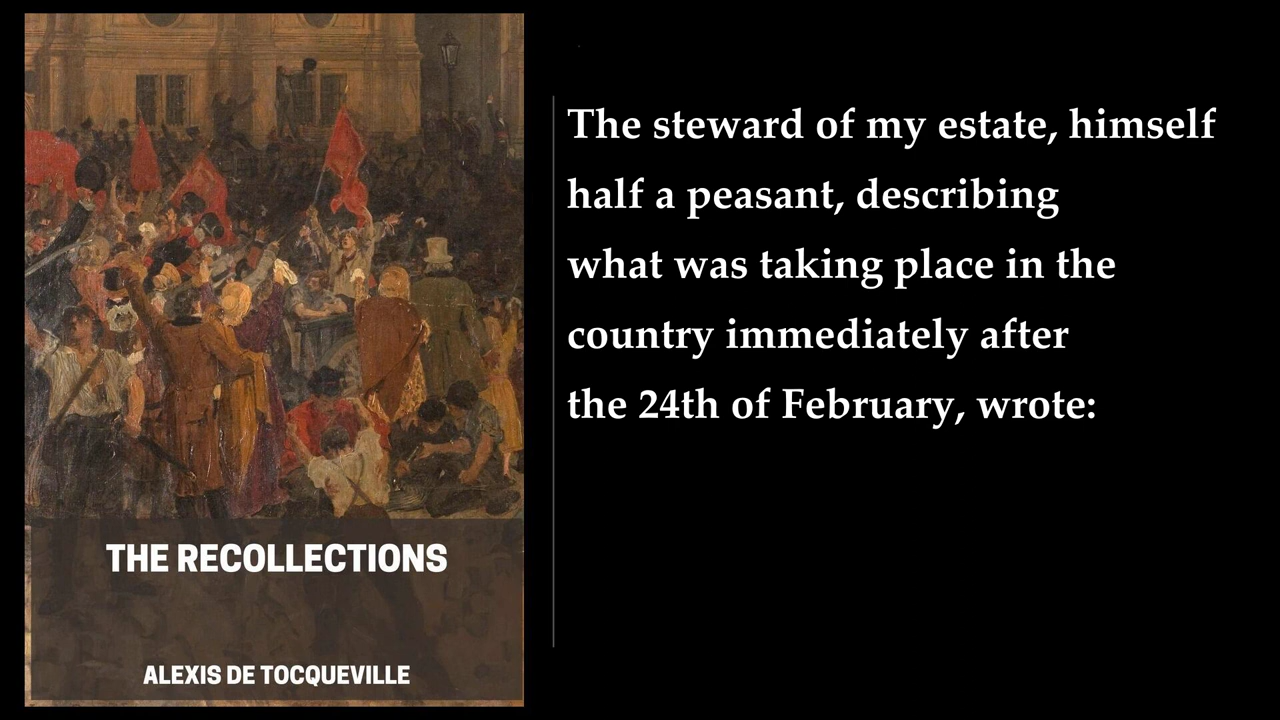 THE RECOLLECTIONS
ALEXIS DE TOCQUEVILLE
The steward of my estate, himself
half a peasant, describing
what was taking place in the
country immediately after
the 24th of February, wrote: